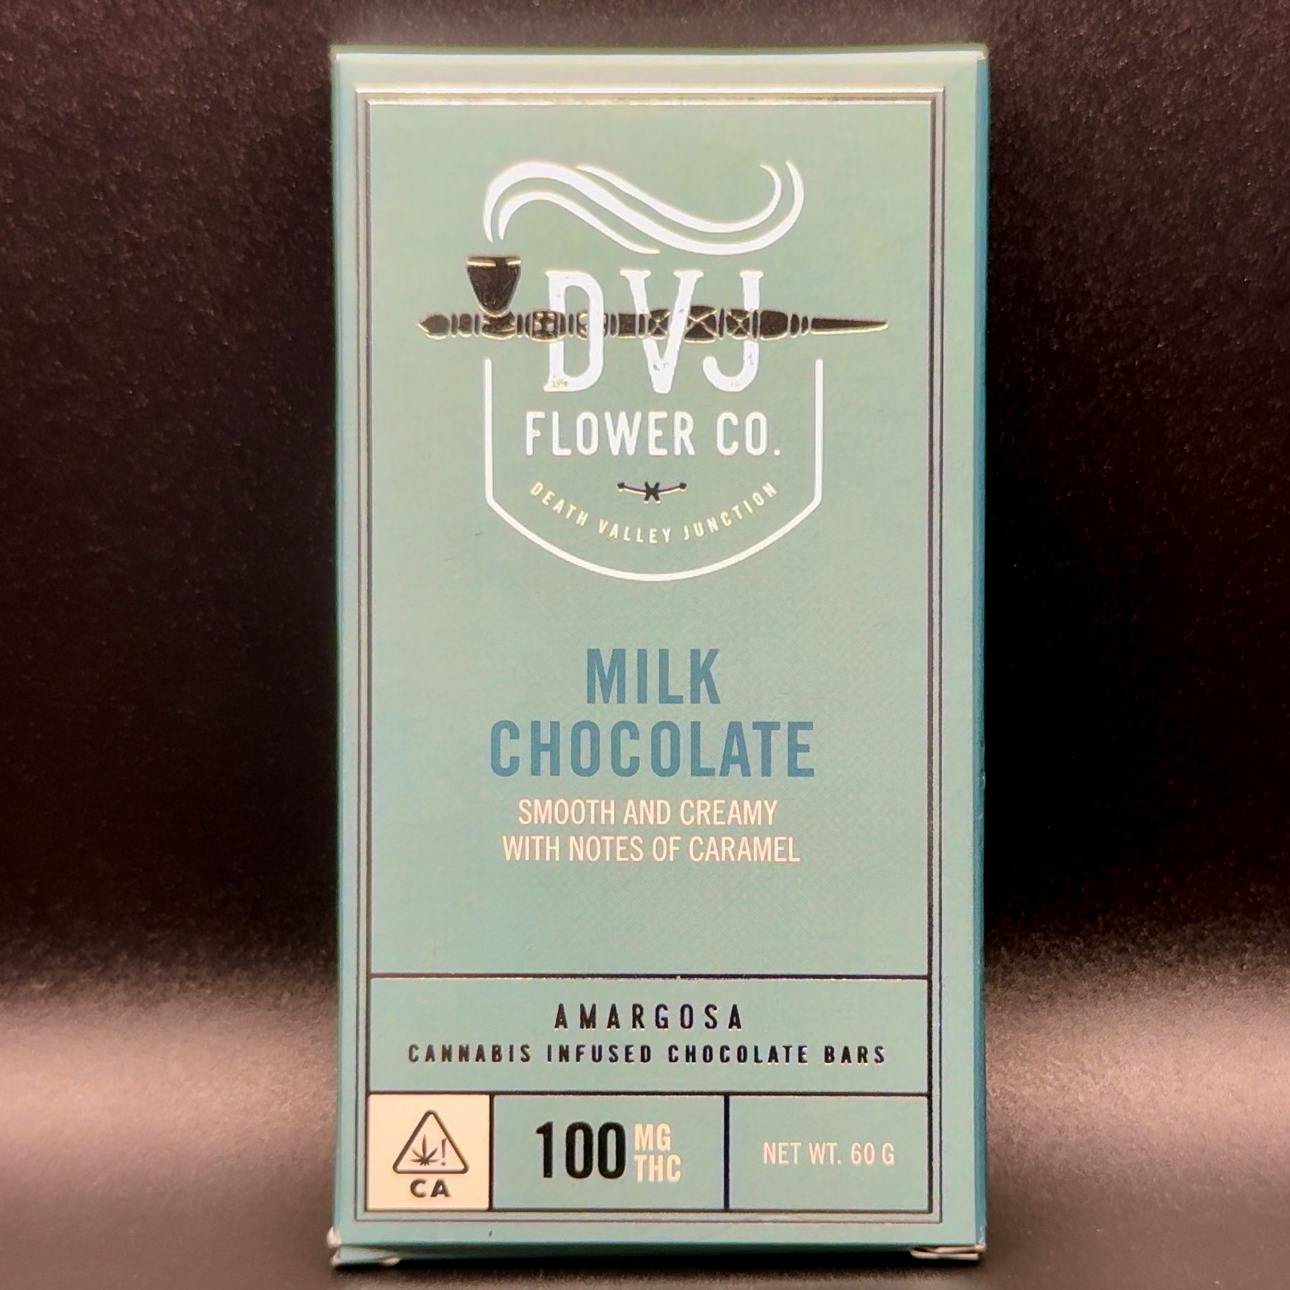 DVJ
FLOWER CO.
DEATH VALLEY JUNCTION
MILK
CHOCOLATE
SMOOTH AND CREAMY
WITH NOTES OF CARAMEL
AMARGOSA
CANNABIS INFUSED CHOCOLATE BARS
!
CA
100 MG
THC
NET WT. 60 G